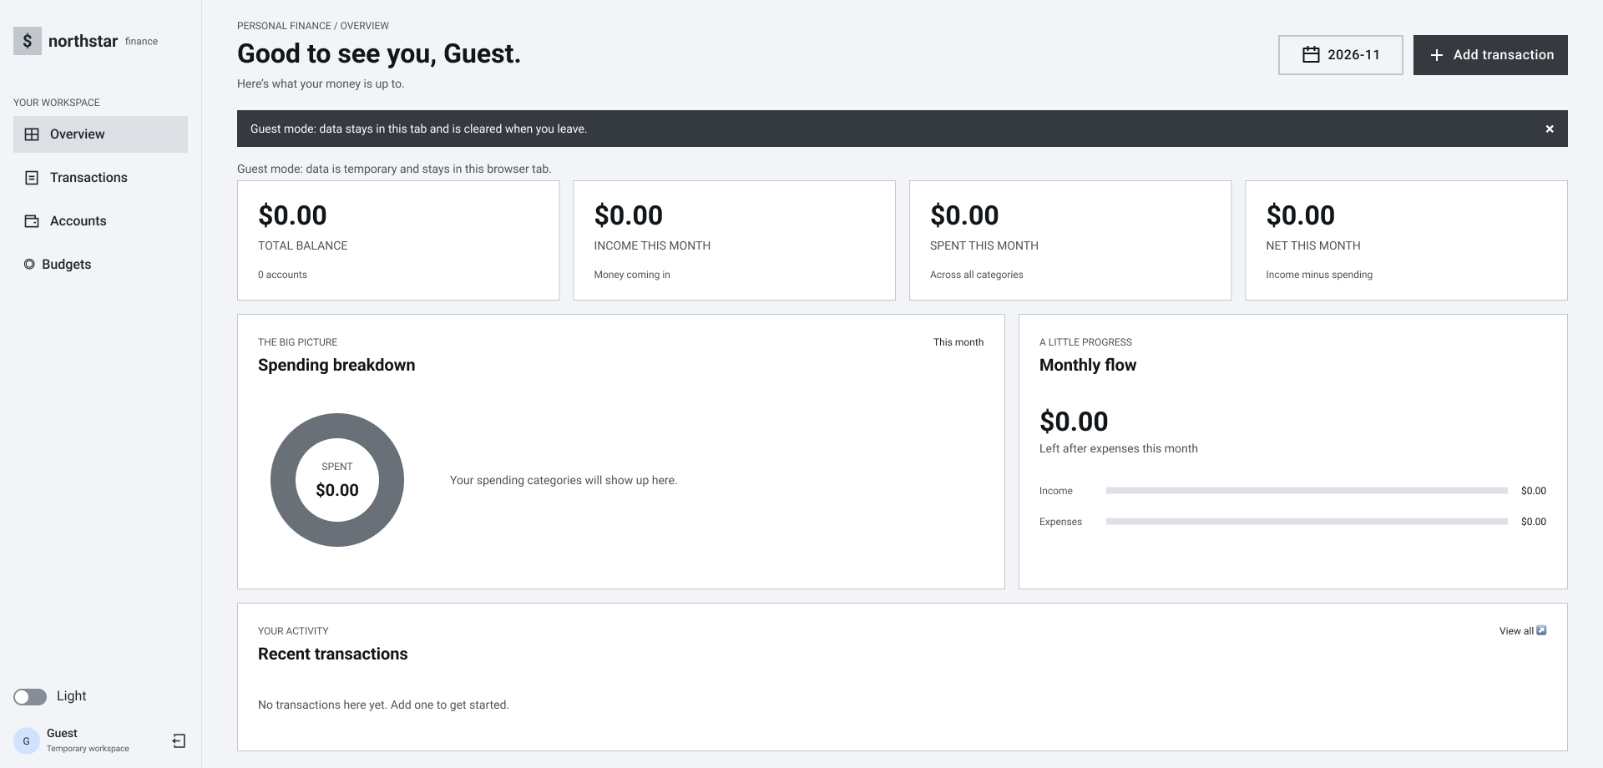 $ northstar finance
YOUR WORKSPACE
Overview
Transactions
Accounts
Budgets
Light
G
Guest
Temporary workspace
PERSONAL FINANCE / OVERVIEW
Good to see you, Guest.
Here’s what your money is up to.
2026-11
+ Add transaction
Guest mode: data stays in this tab and is cleared when you leave.
Guest mode: data is temporary and stays in this browser tab.
$0.00
TOTAL BALANCE
0 accounts
$0.00
INCOME THIS MONTH
Money coming in
$0.00
SPENT THIS MONTH
Across all categories
$0.00
NET THIS MONTH
Income minus spending
THE BIG PICTURE
This month
Spending breakdown
SPENT
$0.00
Your spending categories will show up here.
A LITTLE PROGRESS
Monthly flow
$0.00
Left after expenses this month
Income $0.00
Expenses $0.00
YOUR ACTIVITY
View all
Recent transactions
No transactions here yet. Add one to get started.